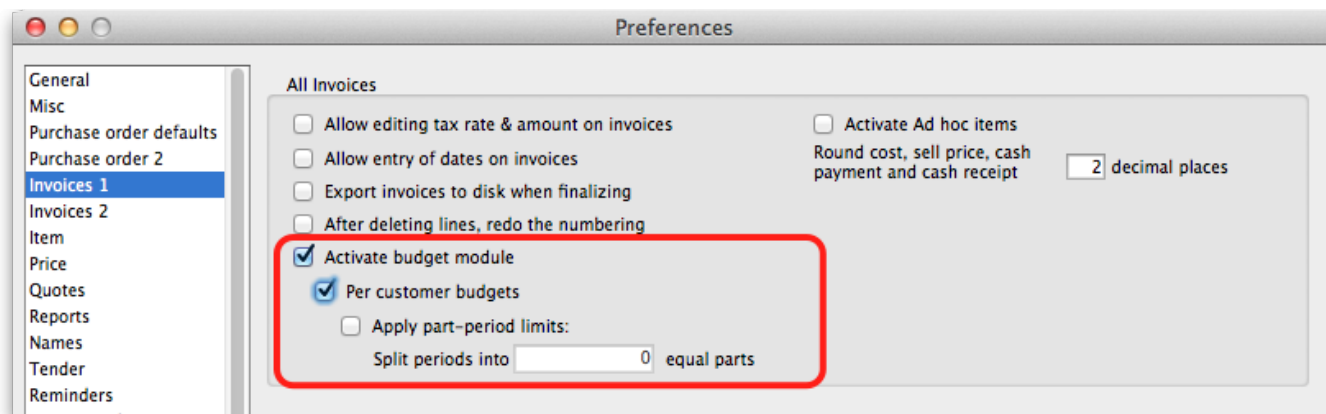 Preferences
General
Misc
Purchase order defaults
Purchase order 2
Invoices 1
Invoices 2
Item
Price
Quotes
Reports
Names
Tender
Reminders
All Invoices
Allow editing tax rate & amount on invoices
Allow entry of dates on invoices
Export invoices to disk when finalizing
After deleting lines, redo the numbering
Activate budget module
Per customer budgets
Apply part-period limits:
Split periods into 0 equal parts
Activate Ad hoc items
Round cost, sell price, cash
payment and cash receipt 2 decimal places